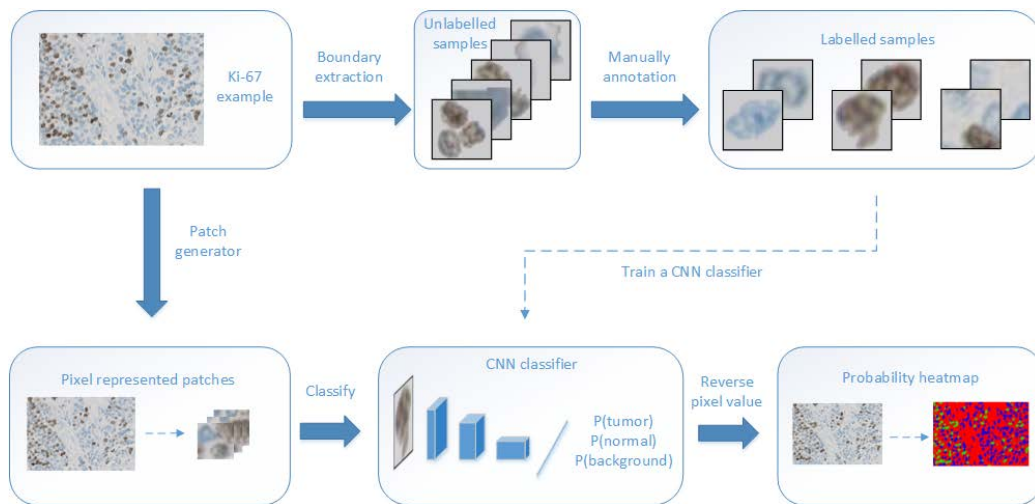 Ki-67
example
Boundary
extraction
Unlabelled
samples
Manually
annotation
Labelled samples
Patch
generator
Train a CNN classifier
Pixel represented patches
Classify
CNN classifier
P(tumor)
P(normal)
P(background)
Reverse
pixel value
Probability heatmap